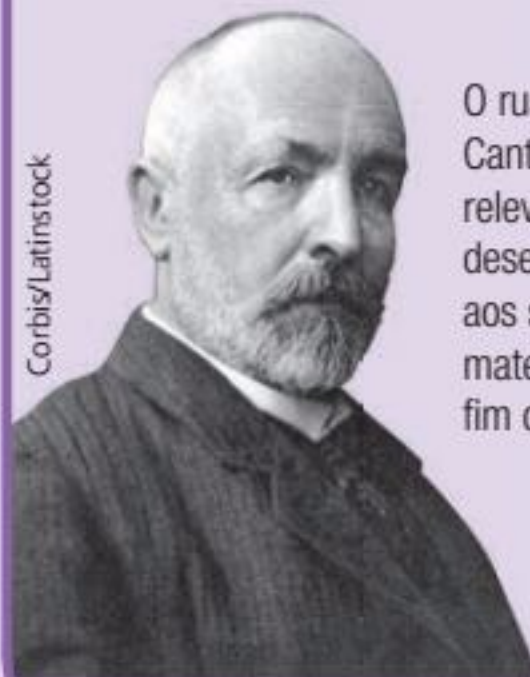 Corbis/Latinstock
O ru
Cant
relev
dese
aos s
mate
fim d